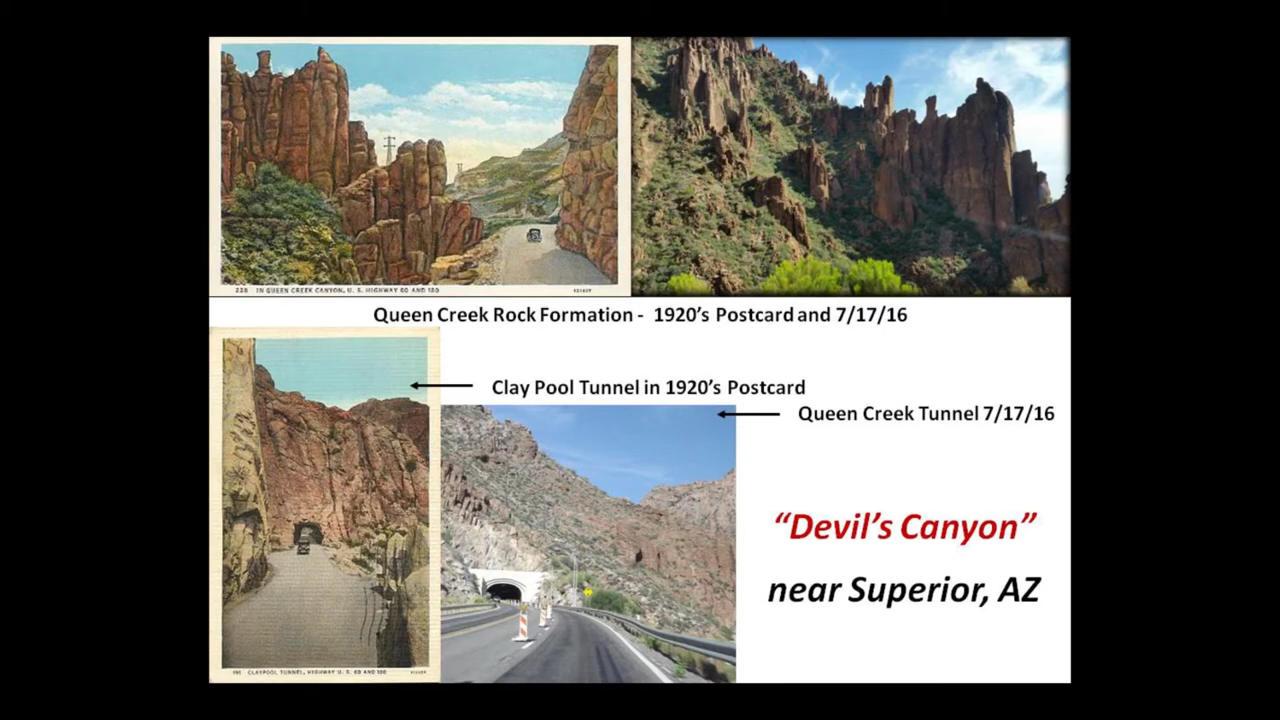 238 IN QUEEN CREEK CANYON, U. S. HIGHWAY 60 AND 180
Queen Creek Rock Formation - 1920's Postcard and 7/17/16
Clay Pool Tunnel in 1920's Postcard
Queen Creek Tunnel 7/17/16
"Devil's Canyon"
near Superior, AZ
CLAYPOOL TUNNEL, HIGHWAY U. S. 60 AND 180